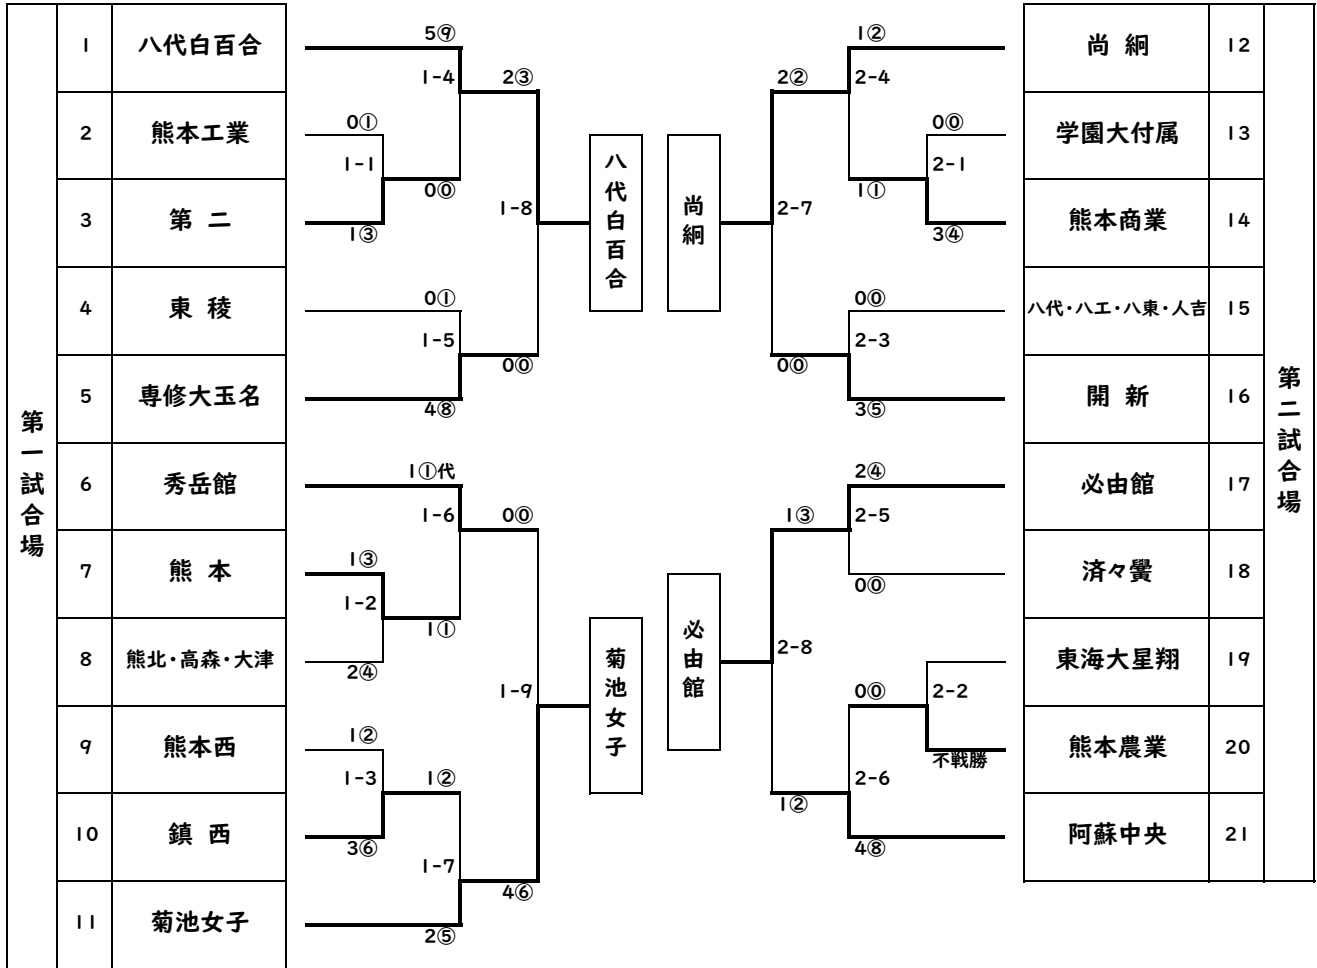 第一試合場
1 八代白百合
2 熊本工業
3 第 二
4 東 稜
5 専修大玉名
6 秀岳館
7 熊 本
8 熊北・高森・大津
9 熊本西
10 鎮 西
11 菊池女子
5⑨
1-4
2③
0①
1-1
0⓪
1③
1-8
0①
1-5
0⓪
4⑧
1①代
1-6
0⓪
1③
1-2
1①
2④
1-9
1②
1-3
1②
3⑥
1-7
4⑥
2⑤
八代白百合
菊池女子
尚絅
必由館
1②
2②
2-4
0⓪
2-1
1①
3④
2-7
0⓪
2-3
0⓪
3⑤
2④
1③
2-5
0⓪
2-8
0⓪
2-2
不戦勝
2-6
1②
4⑧
尚 絅 12
学園大付属 13
熊本商業 14
八代・八工・八東・人吉 15
開 新 16
必由館 17
済々黌 18
東海大星翔 19
熊本農業 20
阿蘇中央 21
第二試合場